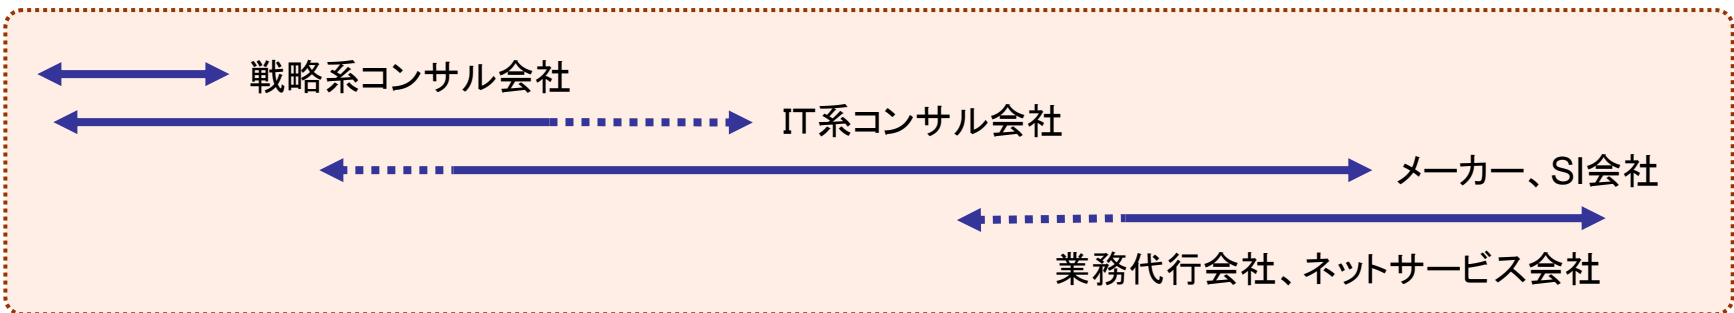 戦略系コンサル会社
IT系コンサル会社
メーカー、SI会社
業務代行会社、ネットサービス会社